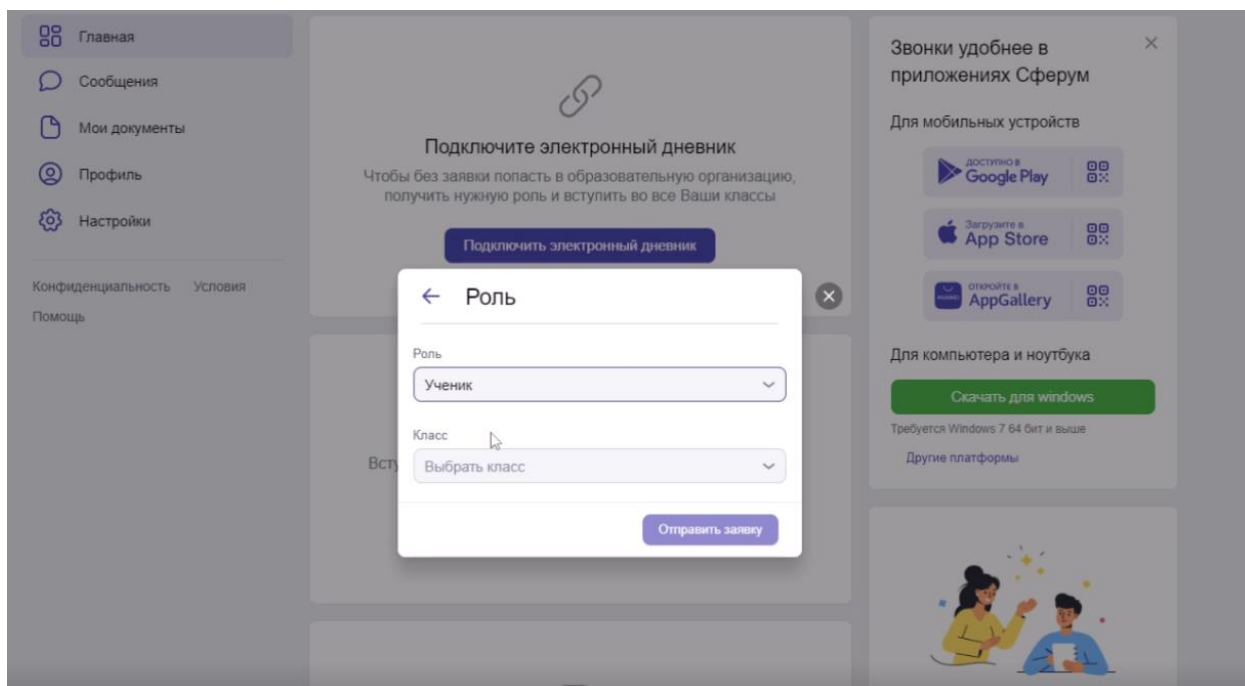 Главная
Сообщения
Мои документы
Профиль
Настройки
Конфиденциальность Условия
Помощь
Подключите электронный дневник
Чтобы без заявки попасть в образовательную организацию,
получить нужную роль и вступить во все Ваши классы
Подключить электронный дневник
Роль
Роль
Ученик
Класс
Выбрать класс
Отправить заявку
Звонки удобнее в
приложениях Сферум
Для мобильных устройств
ДОСТУПНО В
Google Play
Загрузите в
App Store
ОТКРОЙТЕ В
AppGallery
Для компьютера и ноутбука
Скачать для windows
Требуется Windows 7 64 бит и выше
Другие платформы